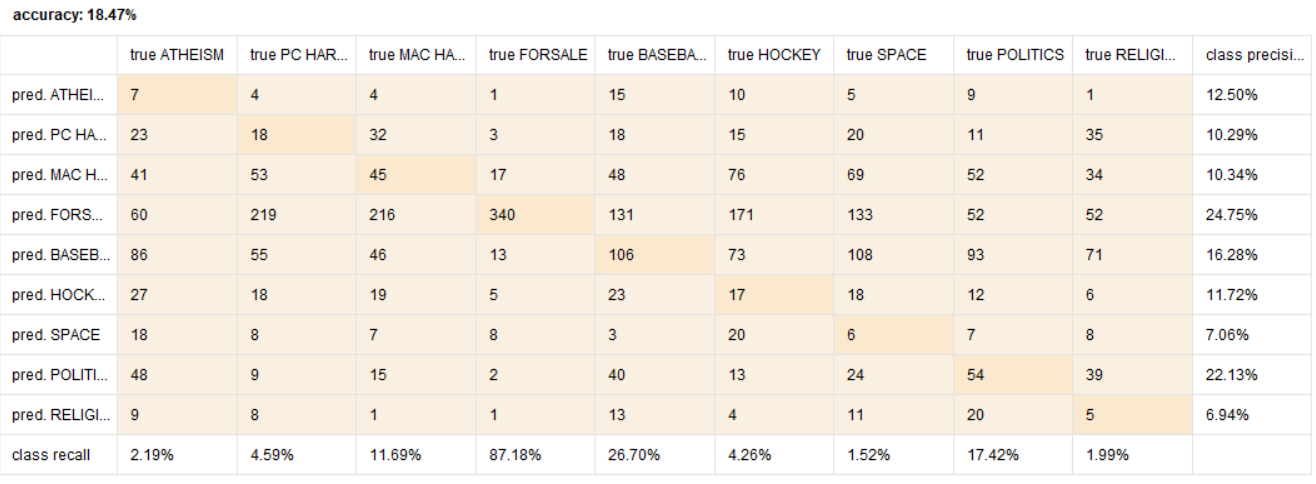 accuracy: 18.47%
true ATHEISM true PC HAR... true MAC HA... true FORSALE true BASEBA... true HOCKEY true SPACE true POLITICS true RELIGI... class precisi...
pred. ATHEI... 7 4 4 1 15 10 5 9 1 12.50%
pred. PC HA... 23 18 32 3 18 15 20 11 35 10.29%
pred. MAC H... 41 53 45 17 48 76 69 52 34 10.34%
pred. FORS... 60 219 216 340 131 171 133 52 52 24.75%
pred. BASEB... 86 55 46 13 106 73 108 93 71 16.28%
pred. HOCK... 27 18 19 5 23 17 18 12 6 11.72%
pred. SPACE 18 8 7 8 3 20 6 7 8 7.06%
pred. POLITI... 48 9 15 2 40 13 24 54 39 22.13%
pred. RELIGI... 9 8 1 1 13 4 11 20 5 6.94%
class recall 2.19% 4.59% 11.69% 87.18% 26.70% 4.26% 1.52% 17.42% 1.99%